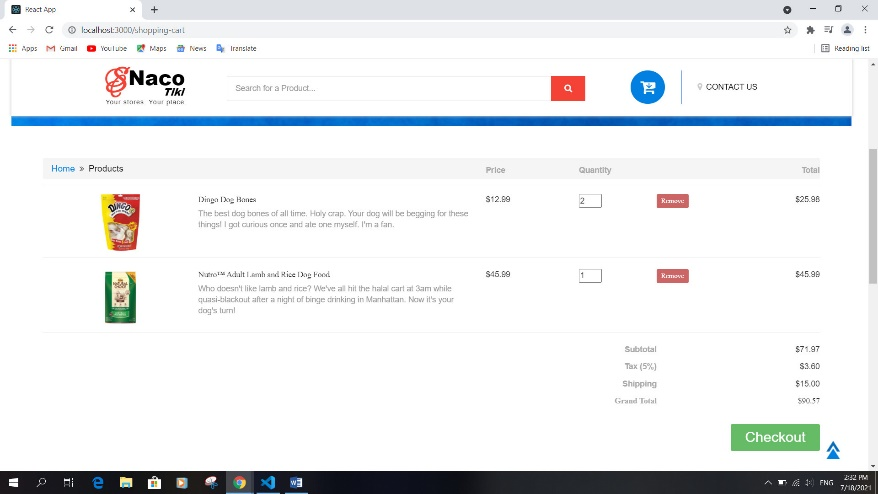 React App
localhost:3000/shopping-cart
Apps Gmail YouTube Maps News Translate Reading list
Naco
Tiki
Your stores Your place
Search for a Product...
CONTACT US
Home » Products Price Quantity Total
Dingo Dog Bones $12.99 2 Remove $25.98
The best dog bones of all time. Holy crap. Your dog will be begging for these
things! I got curious once and ate one myself. I'm a fan.
DINGO
Nutro™ Adult Lamb and Rice Dog Food $45.99 1 Remove $45.99
Who doesn't like lamb and rice? We've all hit the halal cart at 3am while
quasi-blackout after a night of binge drinking in Manhattan. Now it's your
dog's turn!
Subtotal $71.97
Tax (5%) $3.60
Shipping $15.00
Grand Total $90.57
Checkout
ENG
2:32 PM
7/18/2021